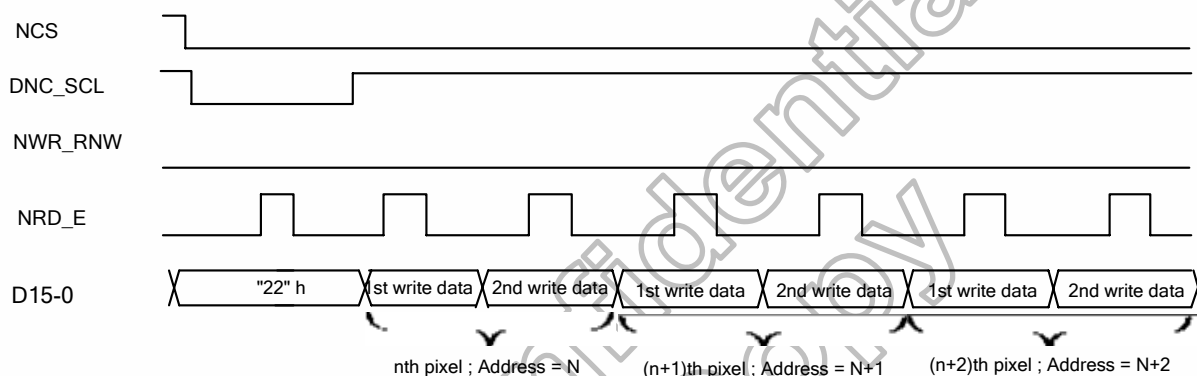 NCS
DNC_SCL
NWR_RNW
NRD_E
D15-0 "22" h 1st write data 2nd write data 1st write data 2nd write data 1st write data 2nd write data
nth pixel ; Address = N (n+1)th pixel ; Address = N+1 (n+2)th pixel ; Address = N+2